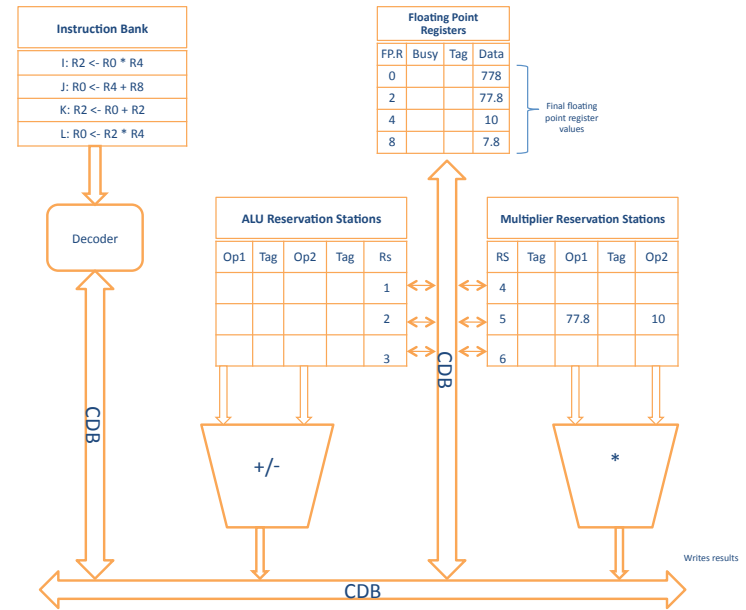 Instruction Bank
I: R2 <- R0 * R4
J: R0 <- R4 + R8
K: R2 <- R0 + R2
L: R0 <- R2 * R4
Floating Point
Registers
FP.R Busy Tag Data
0 778
2 77.8
4 10
8 7.8
Final floating
point register
values
Decoder
ALU Reservation Stations
Op1 Tag Op2 Tag Rs
1
2
3
Multiplier Reservation Stations
RS Tag Op1 Tag Op2
4
5 77.8 10
6
CDB
CDB
+/-
*
Writes results
CDB